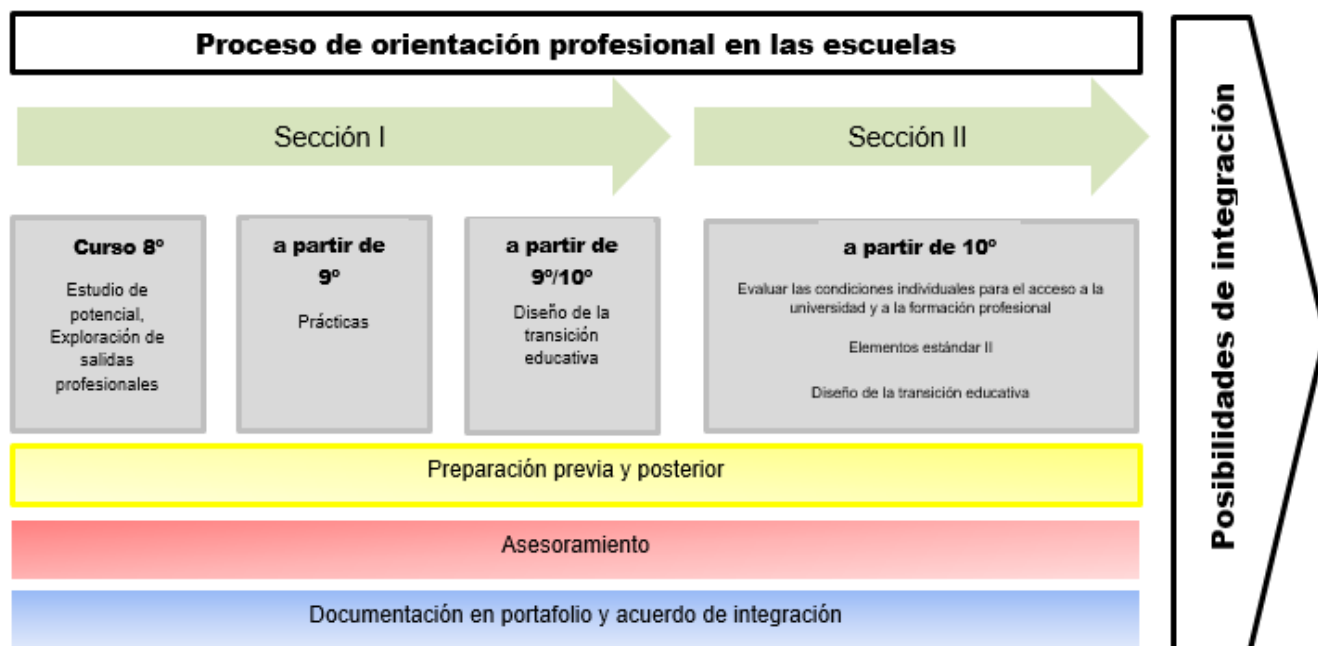 Proceso de orientación profesional en las escuelas
Sección I
Sección II
Curso 8º
Estudio de
potencial,
Exploración de
salidas
profesionales
a partir de
9º
Prácticas
a partir de
9º/10º
Diseño de la
transición
educativa
a partir de 10º
Evaluar las condiciones individuales para el acceso a la
universidad y a la formación profesional
Elementos estándar II
Diseño de la transición educativa
Preparación previa y posterior
Asesoramiento
Documentación en portafolio y acuerdo de integración
Posibilidades de integración